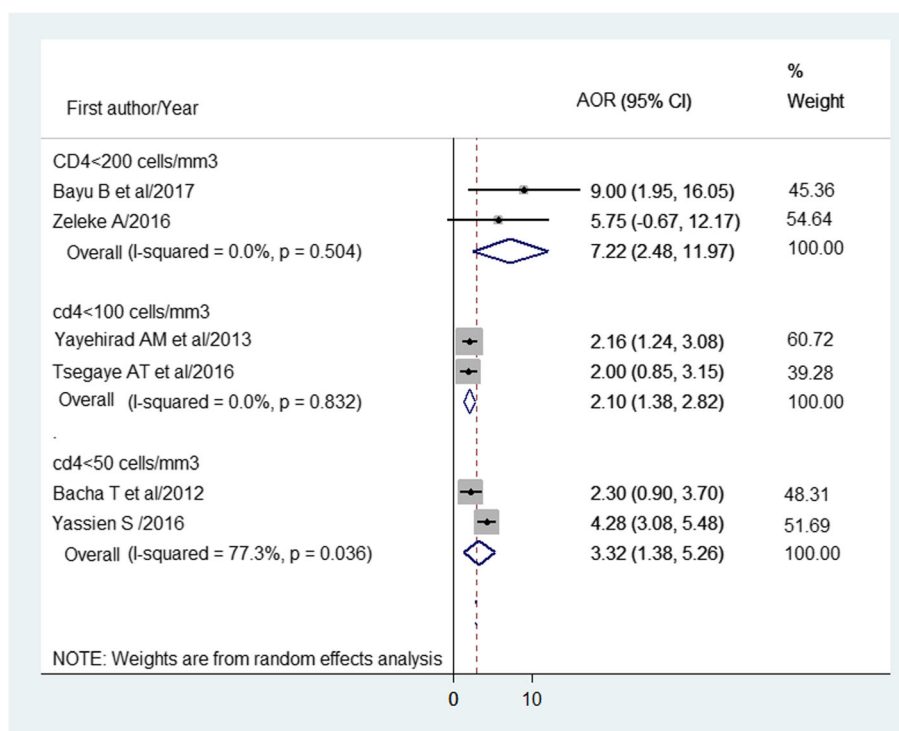 %
First author/Year AOR (95% CI) Weight
CD4<200 cells/mm3
Bayu B et al/2017 9.00 (1.95, 16.05) 45.36
Zeleke A/2016 5.75 (-0.67, 12.17) 54.64
Overall (I-squared = 0.0%, p = 0.504) 7.22 (2.48, 11.97) 100.00
cd4<100 cells/mm3
Yayehirad AM et al/2013 2.16 (1.24, 3.08) 60.72
Tsegaye AT et al/2016 2.00 (0.85, 3.15) 39.28
Overall (I-squared = 0.0%, p = 0.832) 2.10 (1.38, 2.82) 100.00
.
cd4<50 cells/mm3
Bacha T et al/2012 2.30 (0.90, 3.70) 48.31
Yassien S /2016 4.28 (3.08, 5.48) 51.69
Overall (I-squared = 77.3%, p = 0.036) 3.32 (1.38, 5.26) 100.00
NOTE: Weights are from random effects analysis
0 10